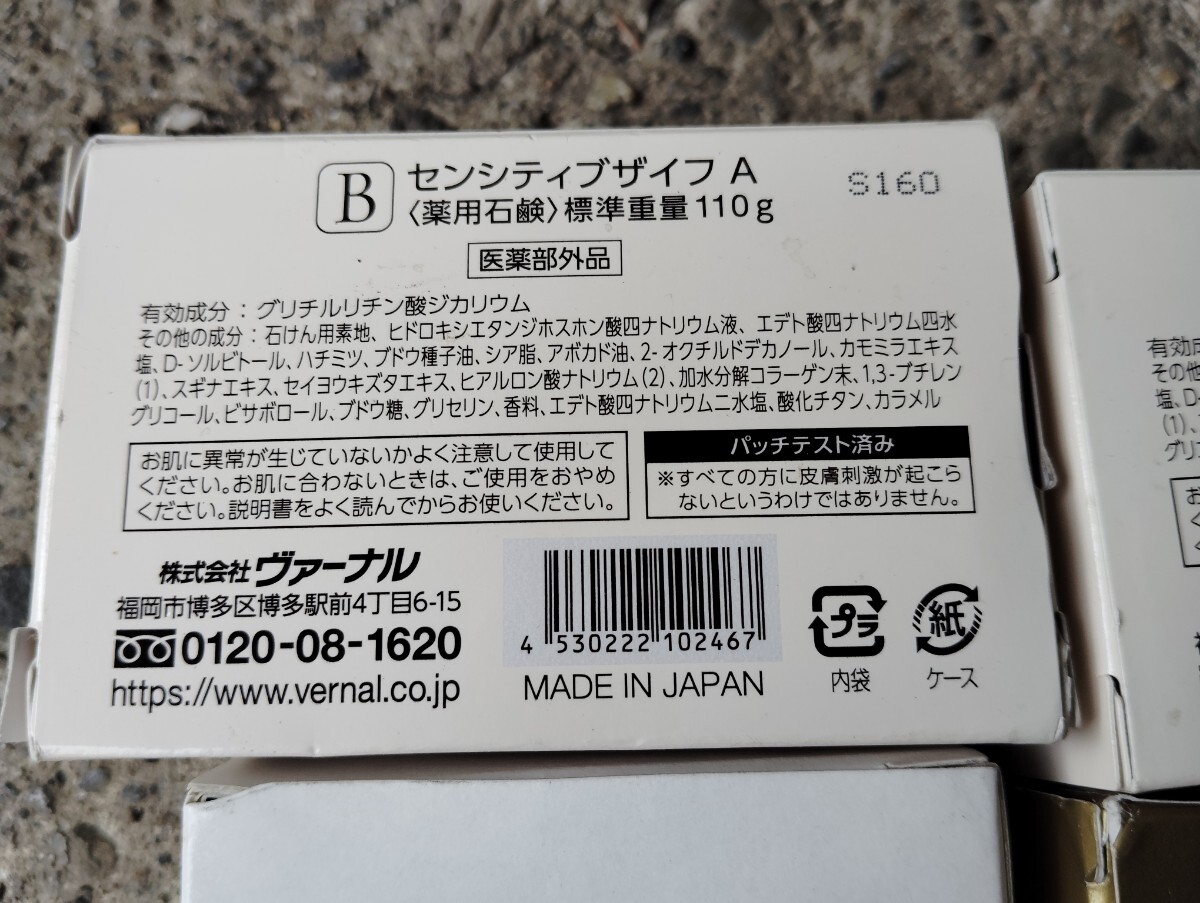 B
センシティブザイフ A
〈薬用石鹸〉標準重量110g
S160
医薬部外品
有効成分：グリチルリチン酸ジカリウム
その他の成分：石けん用素地、ヒドロキシエタンジホスホン酸四ナトリウム液、エデト酸四ナトリウム四水
塩、D-ソルビトール、ハチミツ、ブドウ種子油、シア脂、アボカド油、2-オクチルドデカノール、カモミラエキス
(1)、スギナエキス、セイヨウキズタエキス、ヒアルロン酸ナトリウム(2)、加水分解コラーゲン末、1,3-ブチレン
グリコール、ビサボロール、ブドウ糖、グリセリン、香料、エデト酸四ナトリウム二水塩、酸化チタン、カラメル
お肌に異常が生じていないかよく注意して使用して
ください。お肌に合わないときは、ご使用をおやめ
ください。説明書をよく読んでからお使いください。
パッチテスト済み
※すべての方に皮膚刺激が起こら
ないというわけではありません。
株式会社ヴァーナル
福岡市博多区博多駅前4丁目6-15
0120-08-1620
https://www.vernal.co.jp
4 530222 102467
MADE IN JAPAN
プラ
内袋
紙
ケース
有効成
その他
塩、D-
(1)、
グリコ